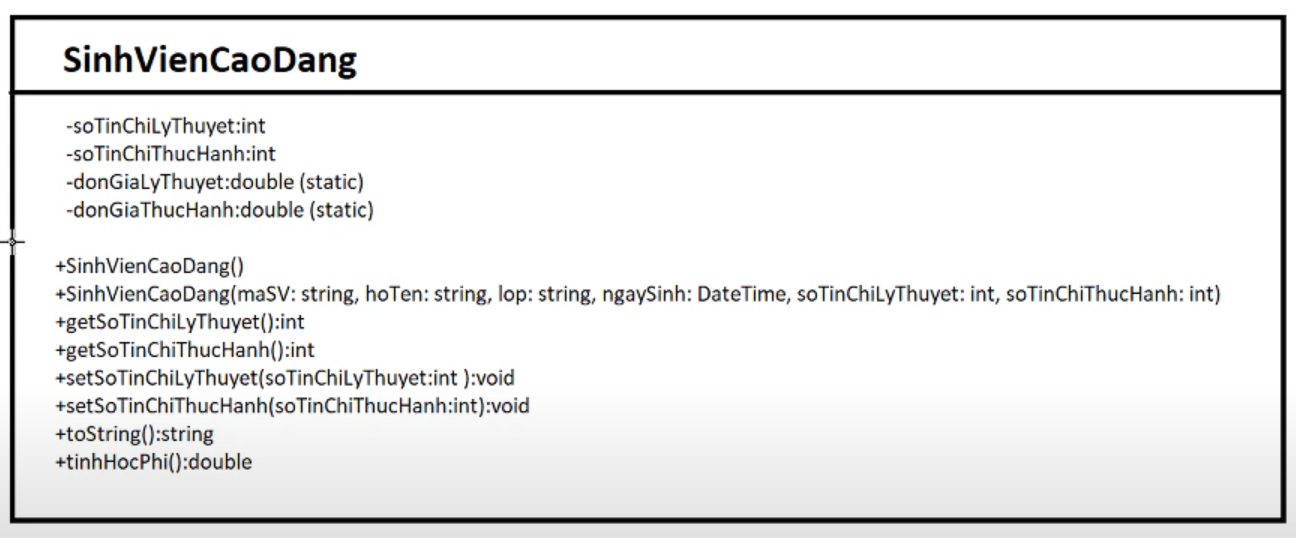 SinhVienCaoDang
-soTinChiLyThuyet:int
-soTinChiThucHanh:int
-donGiaLyThuyet:double (static)
-donGiaThucHanh:double (static)
+SinhVienCaoDang()
+SinhVienCaoDang(maSV: string, hoTen: string, lop: string, ngaySinh: DateTime, soTinChiLyThuyet: int, soTinChiThucHanh: int)
+getSoTinChiLyThuyet():int
+getSoTinChiThucHanh():int
+setSoTinChiLyThuyet(soTinChiLyThuyet:int ):void
+setSoTinChiThucHanh(soTinChiThucHanh:int):void
+toString():string
+tinhHocPhi():double